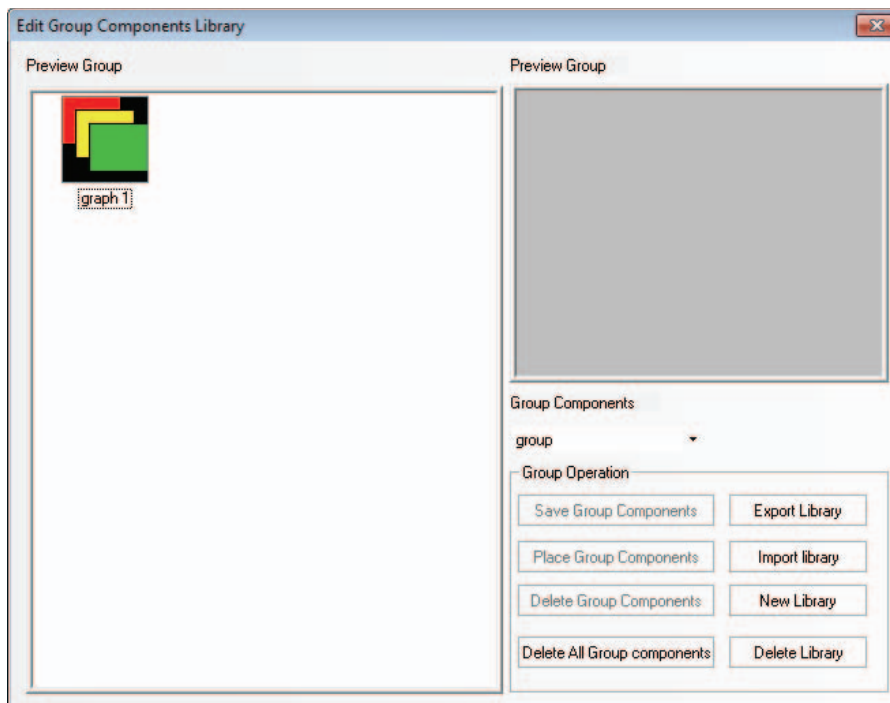 Edit Group Components Library
Preview Group
graph 1
Preview Group
Group Components
group
Group Operation
Save Group Components
Export Library
Place Group Components
Import library
Delete Group Components
New Library
Delete All Group components
Delete Library